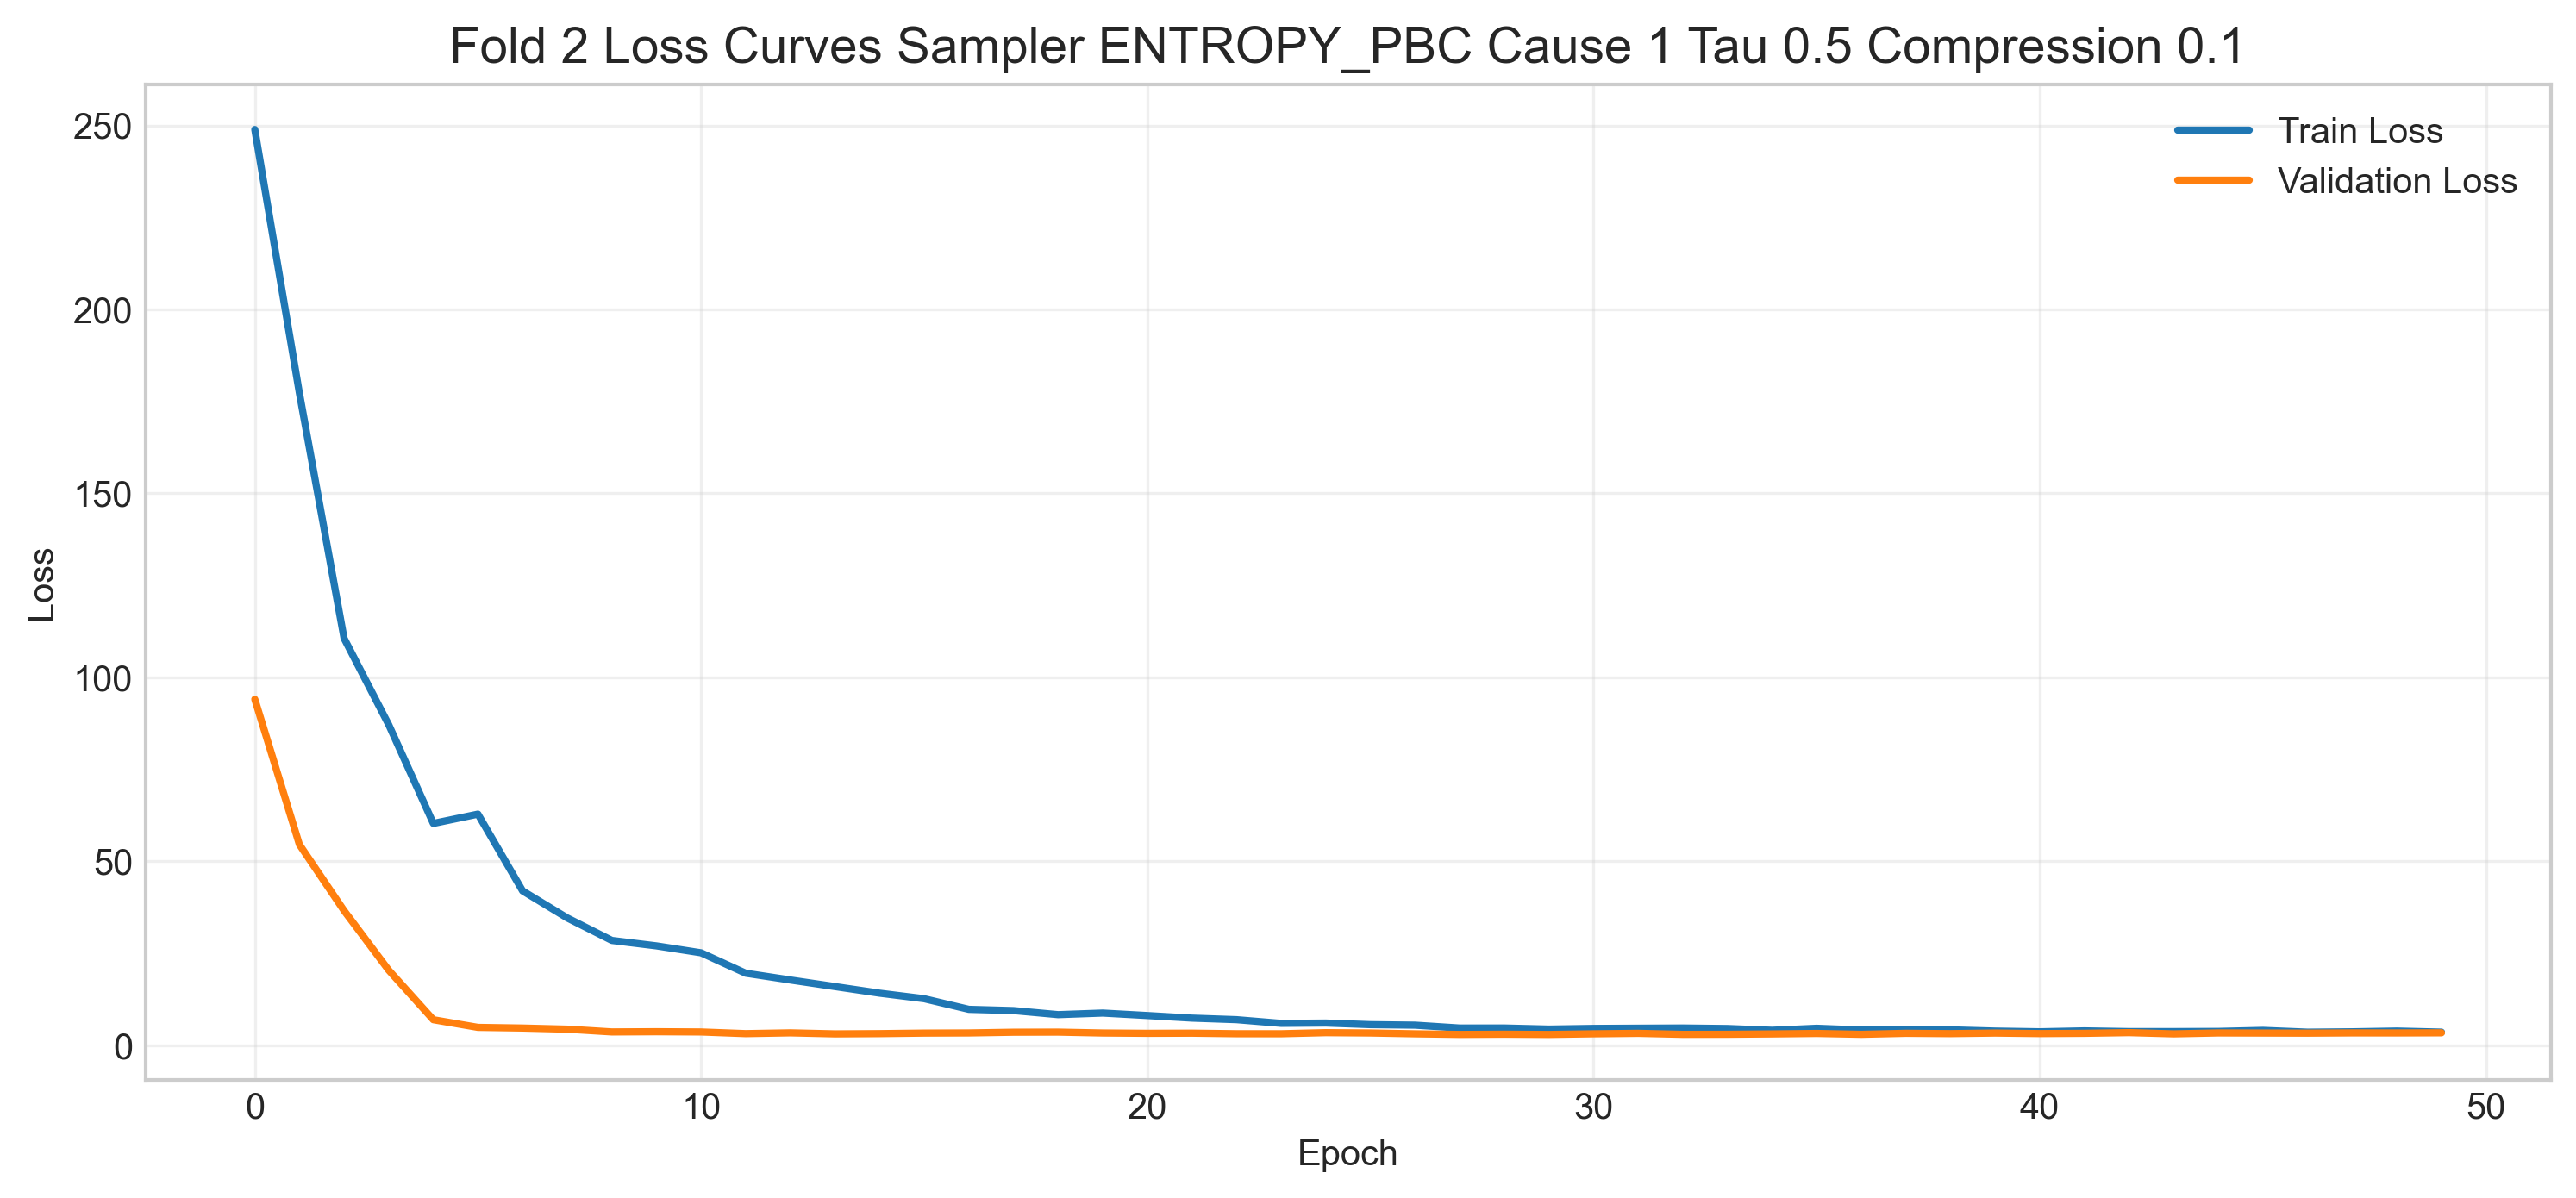 Fold 2 Loss Curves Sampler ENTROPY_PBC Cause 1 Tau 0.5 Compression 0.1
250
200
150
100
50
0
Loss
Train Loss
Validation Loss
0 10 20 30 40 50
Epoch